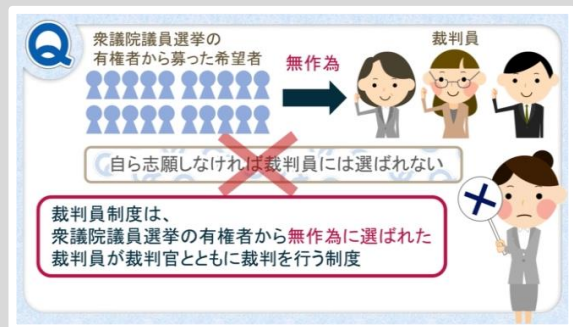 Q
衆議院議員選挙の
有権者から募った希望者
無作為
裁判員
自ら志願しなければ裁判員には選ばれない
裁判員制度は、
衆議院議員選挙の有権者から無作為に選ばれた
裁判員が裁判官とともに裁判を行う制度